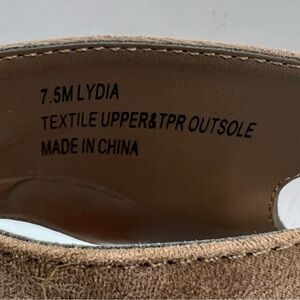 7.5M LYDIA
TEXTILE UPPER&TPR OUTSOLE
MADE IN CHINA